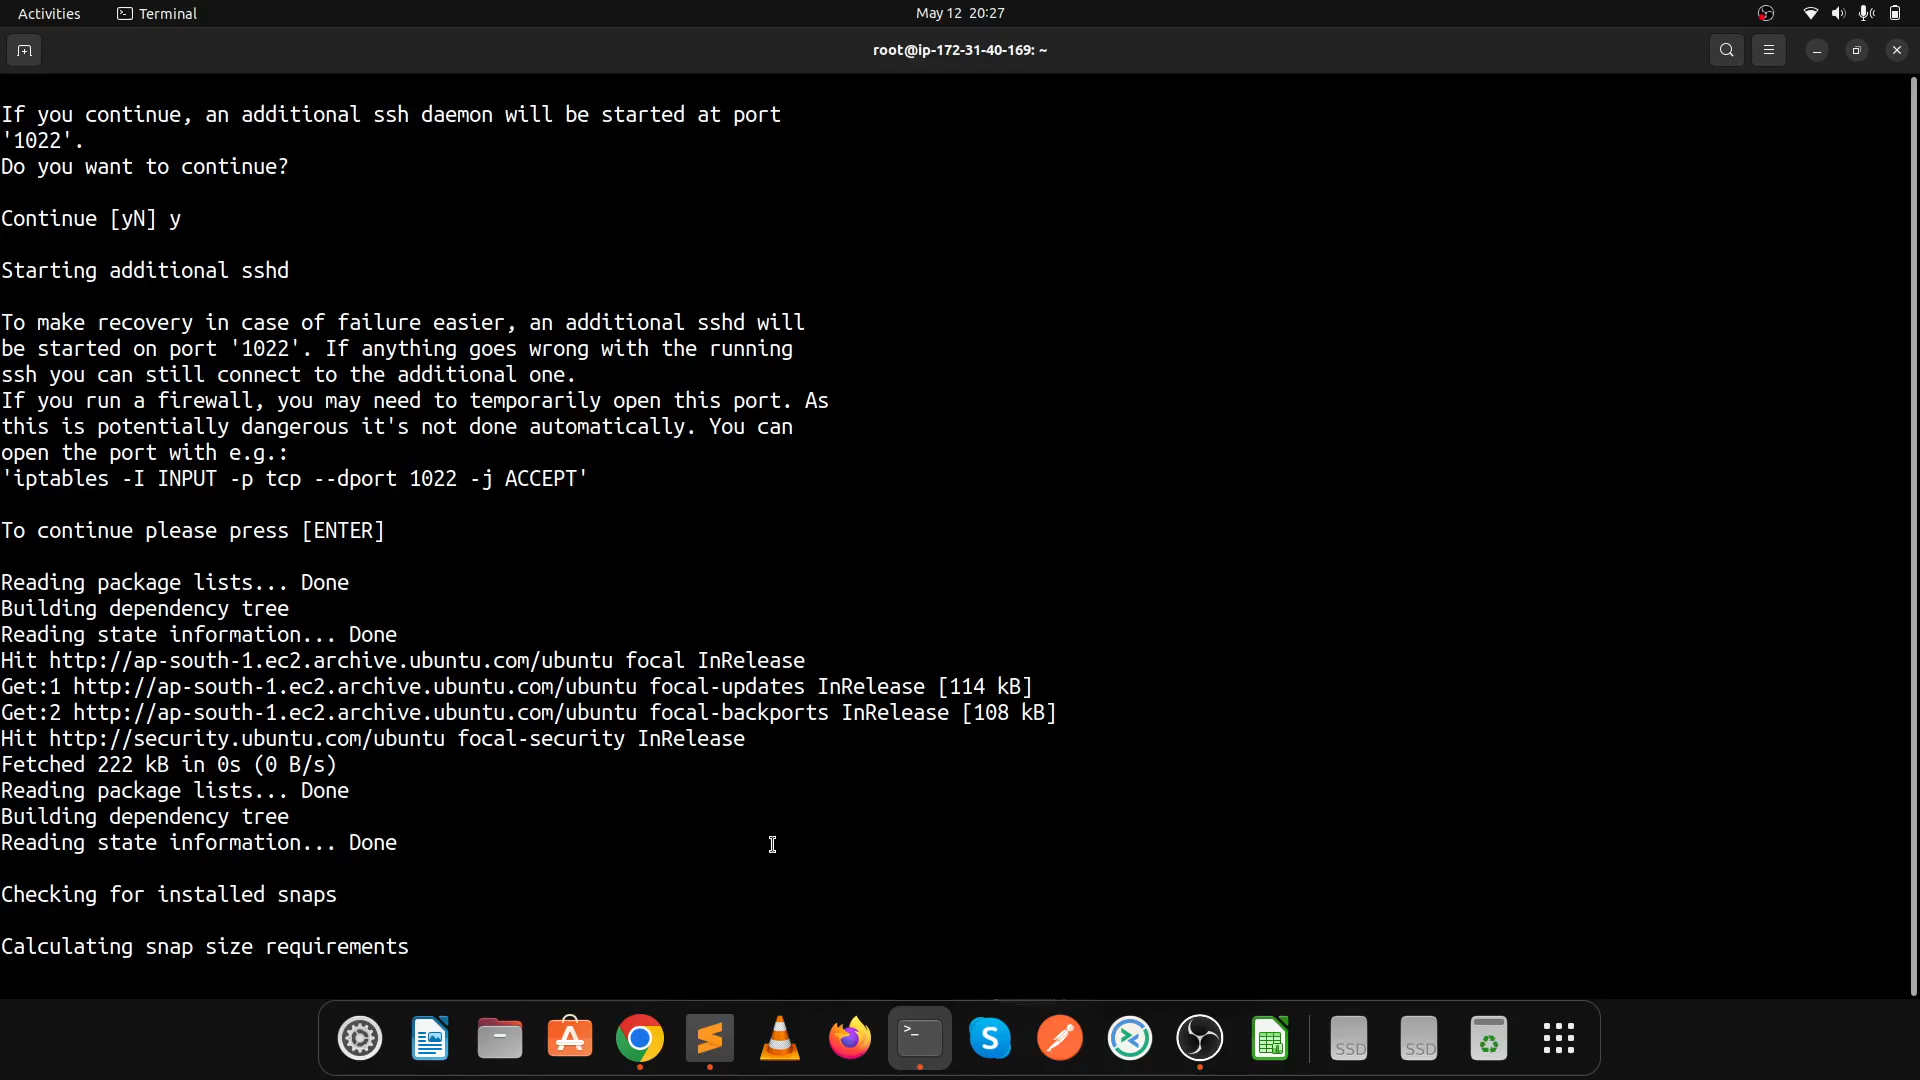 Activities
Terminal
May 12 20:27
root@ip-172-31-40-169: ~
If you continue, an additional ssh daemon will be started at port
'1022'.
Do you want to continue?
Continue [yN] y
Starting additional sshd
To make recovery in case of failure easier, an additional sshd will
be started on port '1022'. If anything goes wrong with the running
ssh you can still connect to the additional one.
If you run a firewall, you may need to temporarily open this port. As
this is potentially dangerous it's not done automatically. You can
open the port with e.g.:
'iptables -I INPUT -p tcp --dport 1022 -j ACCEPT'
To continue please press [ENTER]
Reading package lists... Done
Building dependency tree
Reading state information... Done
Hit http://ap-south-1.ec2.archive.ubuntu.com/ubuntu focal InRelease
Get:1 http://ap-south-1.ec2.archive.ubuntu.com/ubuntu focal-updates InRelease [114 kB]
Get:2 http://ap-south-1.ec2.archive.ubuntu.com/ubuntu focal-backports InRelease [108 kB]
Hit http://security.ubuntu.com/ubuntu focal-security InRelease
Fetched 222 kB in 0s (0 B/s)
Reading package lists... Done
Building dependency tree
Reading state information... Done
Checking for installed snaps
Calculating snap size requirements
SSD
SSD